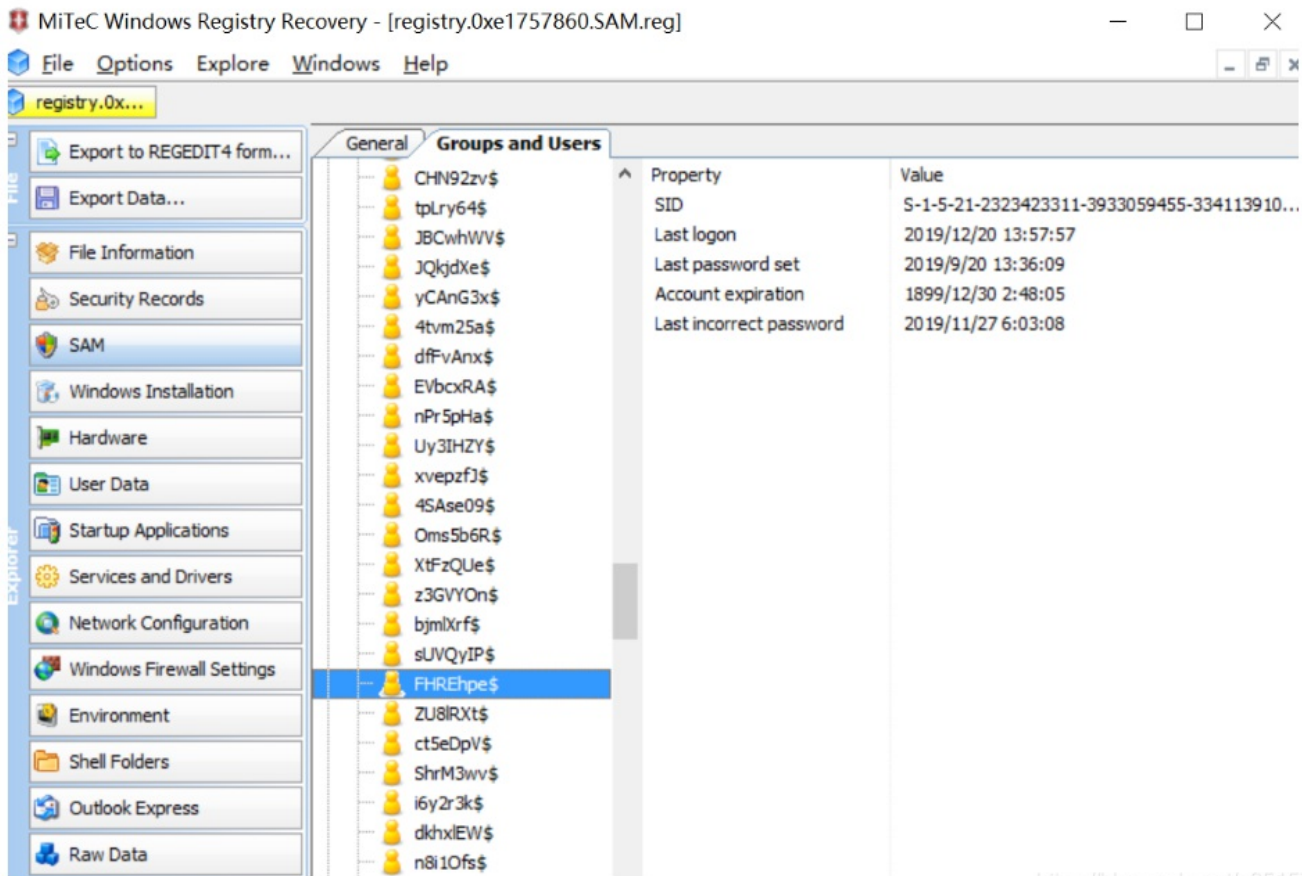 MiTeC Windows Registry Recovery - [registry.0xe1757860.SAM.reg]
File Options Explore Windows Help
registry.0x...
File
Export to REGEDIT4 form...
Export Data...
Explorer
File Information
Security Records
SAM
Windows Installation
Hardware
User Data
Startup Applications
Services and Drivers
Network Configuration
Windows Firewall Settings
Environment
Shell Folders
Outlook Express
Raw Data
General Groups and Users
CHN92zv$
tpLry64$
JBCwhWV$
JQkjdXe$
yCAnG3x$
4tvm25a$
dfFvAnx$
EVbcxRA$
nPr5pHa$
Uy3IHZY$
xvepzfJ$
4SAse09$
Oms5b6R$
XtFzQUe$
z3GVYOn$
bjmlXrf$
sUVQyIP$
FHREhpe$
ZU8lRXt$
ct5eDpV$
ShrM3wv$
i6y2r3k$
dkhxlEW$
n8i1Ofs$
Property Value
SID S-1-5-21-2323423311-3933059455-334113910...
Last logon 2019/12/20 13:57:57
Last password set 2019/9/20 13:36:09
Account expiration 1899/12/30 2:48:05
Last incorrect password 2019/11/27 6:03:08